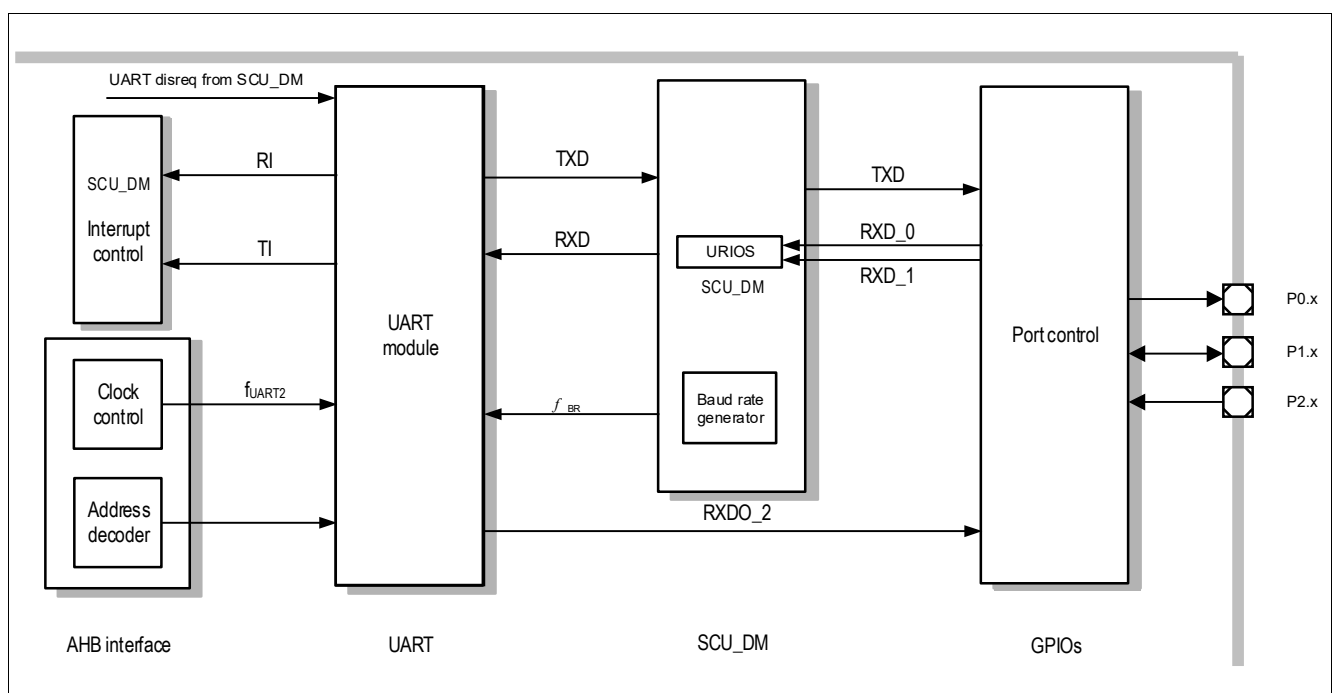 UART disreq from SCU_DM
SCU_DM
Interrupt
control
RI
TI
TXD
RXD
TXD
RXD_0
RXD_1
URIOS
SCU_DM
UART
module
Port control
P0.x
P1.x
P2.x
Clock
control
fUART2
f BR
Baud rate
generator
Address
decoder
RXDO_2
AHB interface
UART
SCU_DM
GPIOs